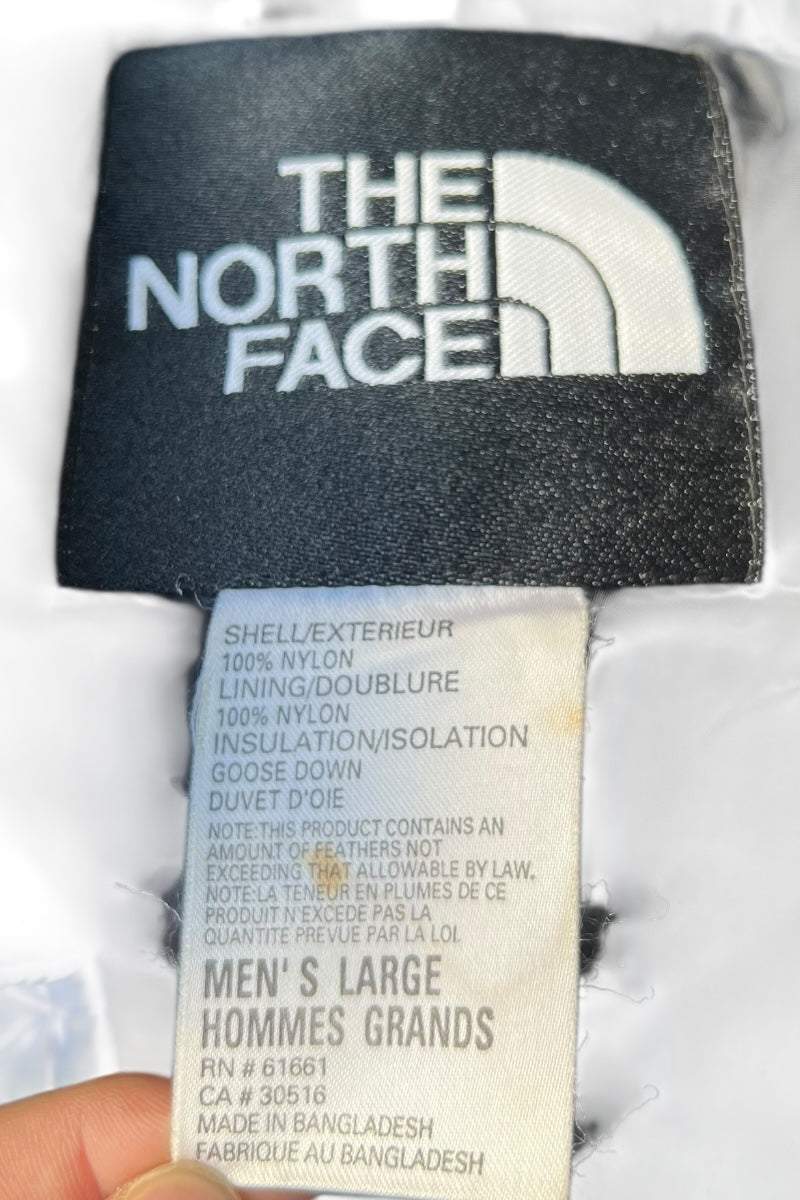 THE
NORTH
FACE
SHELL/EXTERIEUR
100% NYLON
LINING/DOUBLURE
100% NYLON
INSULATION/ISOLATION
GOOSE DOWN
DUVET D'OIE
NOTE:THIS PRODUCT CONTAINS AN
AMOUNT OF FEATHERS NOT
EXCEEDING THAT ALLOWABLE BY LAW.
NOTE:LA TENEUR EN PLUMES DE CE
PRODUIT N'EXCEDE PAS LA
QUANTITE PREVUE PAR LA LOI.
MEN'S LARGE
HOMMES GRANDS
RN # 61661
CA # 30516
MADE IN BANGLADESH
FABRIQUE AU BANGLADESH